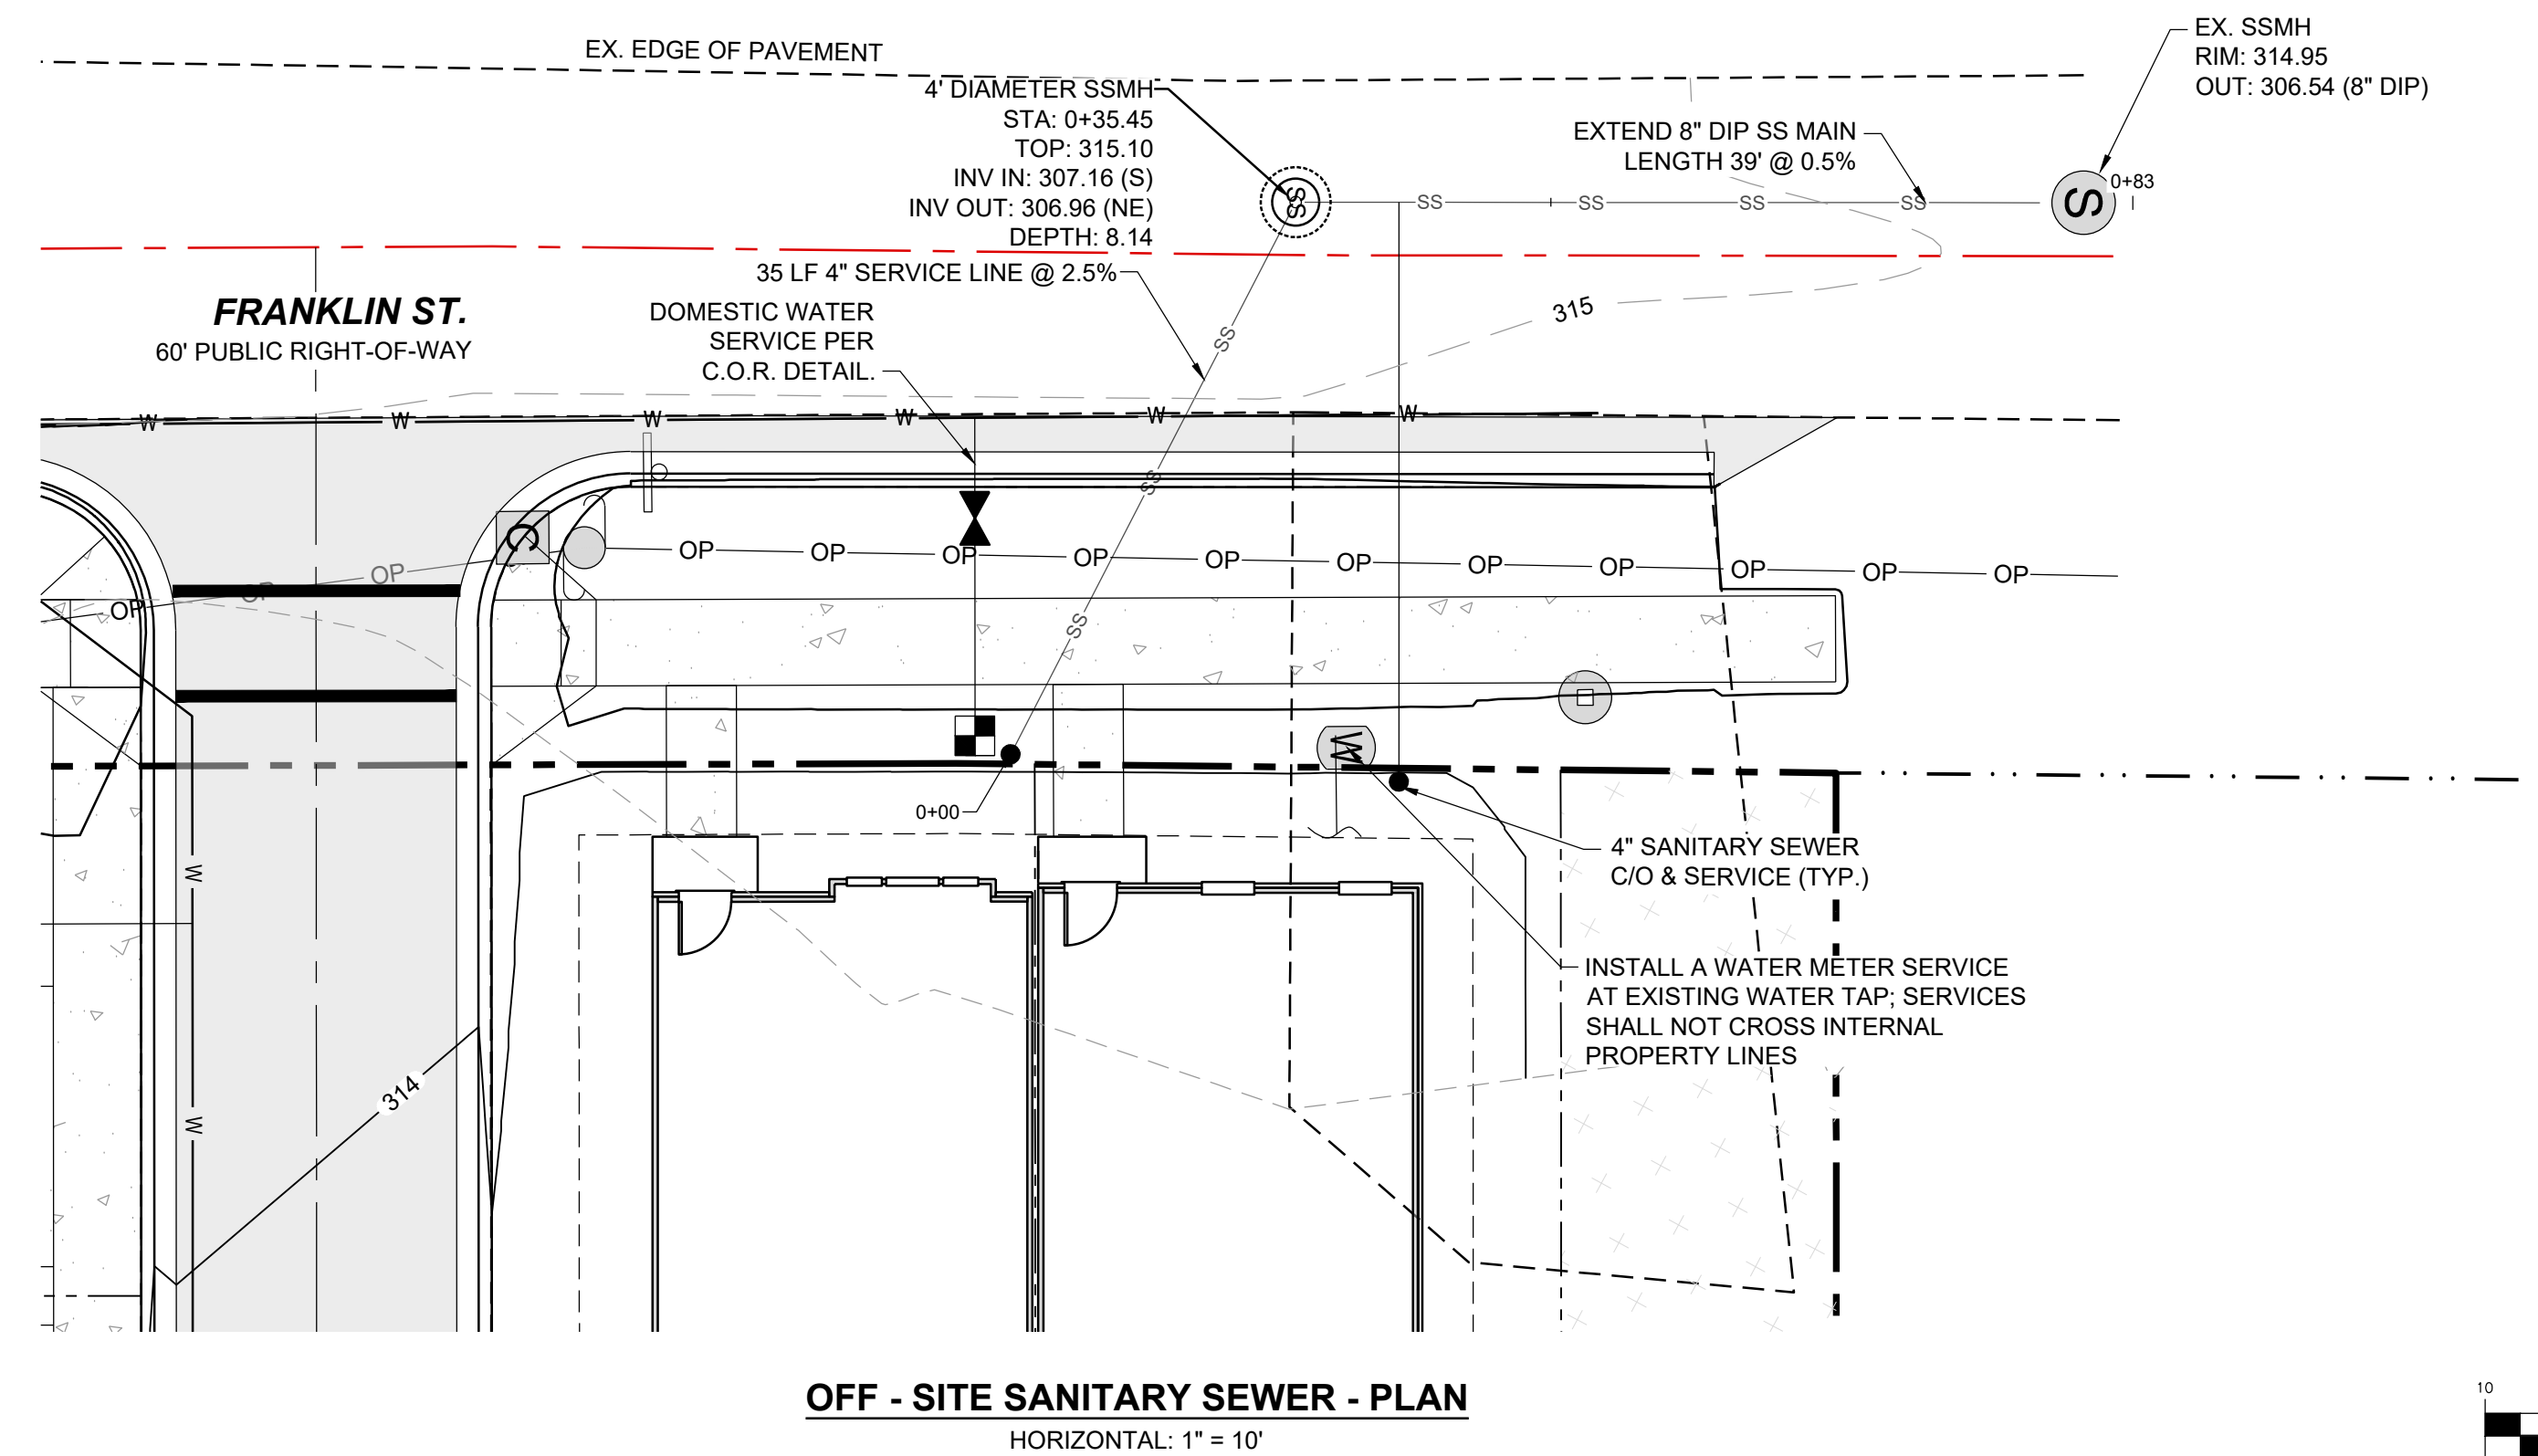 EX. EDGE OF PAVEMENT
EX. SSMH
RIM: 314.95
OUT: 306.54 (8" DIP)
4' DIAMETER SSMH
STA: 0+35.45
TOP: 315.10
INV IN: 307.16 (S)
INV OUT: 306.96 (NE)
DEPTH: 8.14
EXTEND 8" DIP SS MAIN
LENGTH 39' @ 0.5%
SS
SS
SS
SS
SS
S
0+83
35 LF 4" SERVICE LINE @ 2.5%
FRANKLIN ST.
60' PUBLIC RIGHT-OF-WAY
DOMESTIC WATER
SERVICE PER
C.O.R. DETAIL.
315
SS
W
W
W
W
W
W
SS
C
OP
OP
OP
OP
OP
OP
OP
OP
OP
OP
OP
OP
OP
OP
SS
W
0+00
4" SANITARY SEWER
C/O & SERVICE (TYP.)
W
INSTALL A WATER METER SERVICE
AT EXISTING WATER TAP; SERVICES
SHALL NOT CROSS INTERNAL
PROPERTY LINES
314
W
OFF - SITE SANITARY SEWER - PLAN
HORIZONTAL: 1" = 10'
10